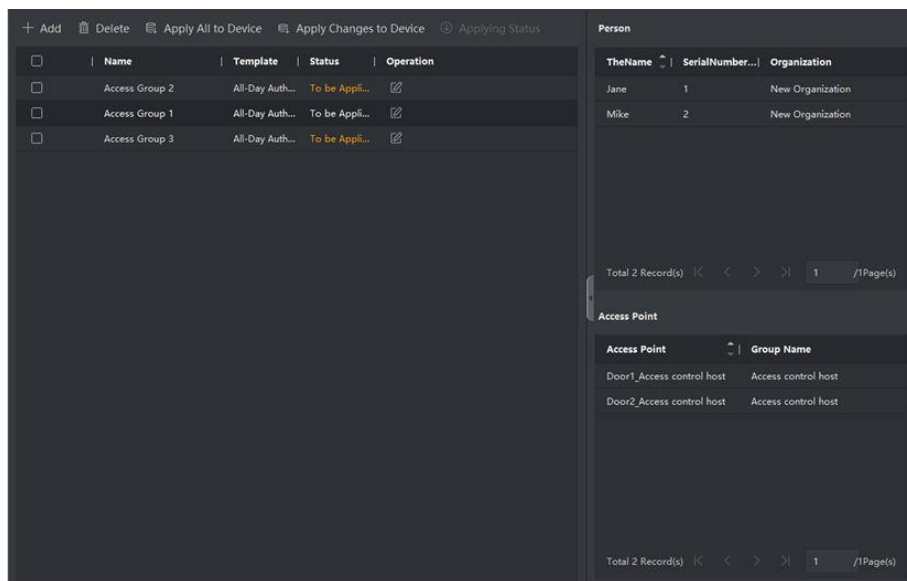 Add Delete Apply All to Device Apply Changes to Device Applying Status
Name Template Status Operation
Access Group 2 All-Day Auth... To be Appli...
Access Group 1 All-Day Auth... To be Appli...
Access Group 3 All-Day Auth... To be Appli...
Person
TheName SerialNumber... Organization
Jane 1 New Organization
Mike 2 New Organization
Total 2 Record(s) 1 /1Page(s)
Access Point
Access Point Group Name
Door1_Access control host Access control host
Door2_Access control host Access control host
Total 2 Record(s) 1 /1Page(s)